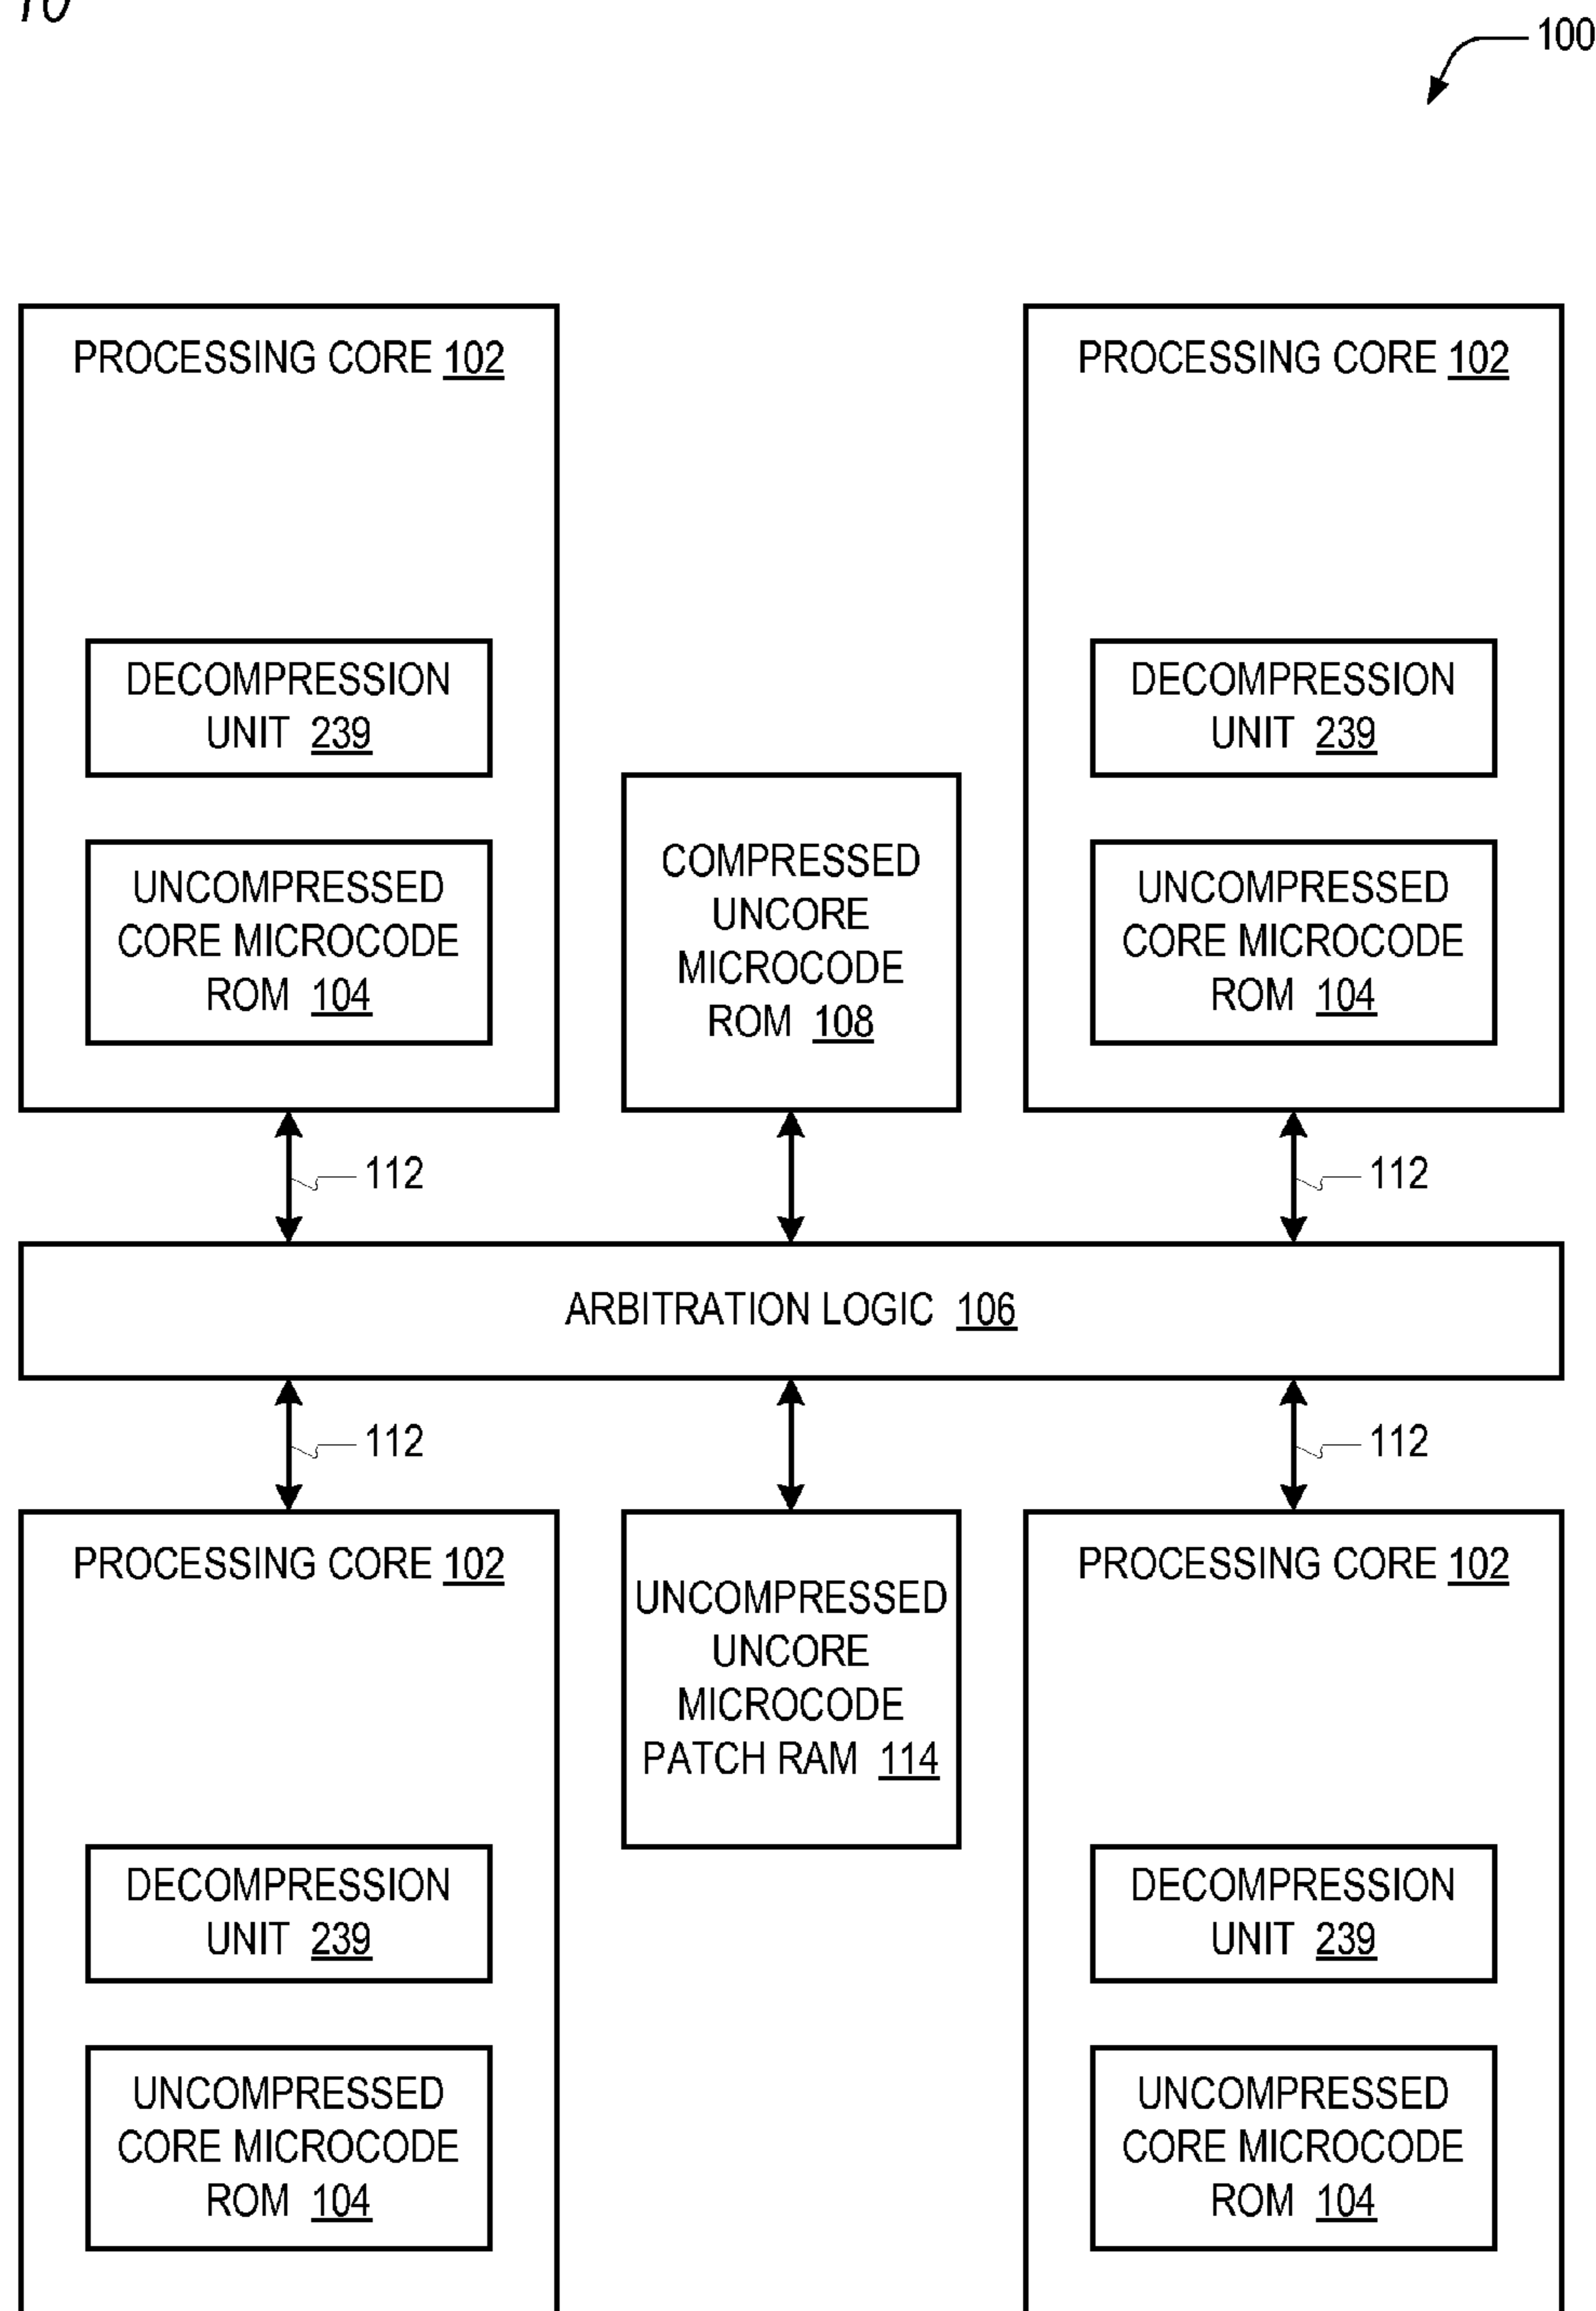 10
100
PROCESSING CORE 102
DECOMPRESSION
UNIT 239
UNCOMPRESSED
CORE MICROCODE
ROM 104
COMPRESSED
UNCORE
MICROCODE
ROM 108
PROCESSING CORE 102
DECOMPRESSION
UNIT 239
UNCOMPRESSED
CORE MICROCODE
ROM 104
112
112
ARBITRATION LOGIC 106
112
112
PROCESSING CORE 102
DECOMPRESSION
UNIT 239
UNCOMPRESSED
CORE MICROCODE
ROM 104
UNCOMPRESSED
UNCORE
MICROCODE
PATCH RAM 114
PROCESSING CORE 102
DECOMPRESSION
UNIT 239
UNCOMPRESSED
CORE MICROCODE
ROM 104